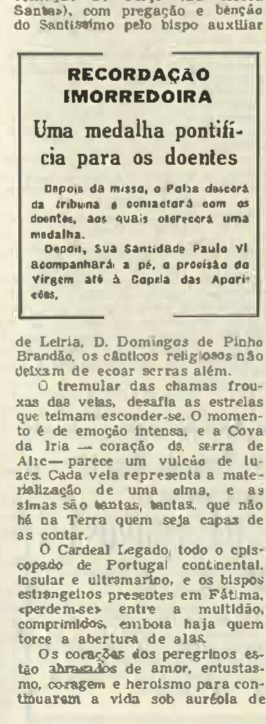 Santas»), com pregação e bênção
do Santíssimo pelo bispo auxiliar
RECORDAÇÃO
IMORREDOIRA
Uma medalha pontifí-
cia para os doentes
Depois da missa, o Papa descerá
da tribuna e contactará com os
doentes, aos quais oferecerá uma
medalha.
Depois, Sua Santidade Paulo VI
acompanhará, a pé, a procisão da
Virgem até à Capela das Apari-
ções.
de Leiria, D. Domingos de Pinho
Brandão, os cânticos religiosos não
deixam de ecoar serras além.
O tremular das chamas frou-
xas das velas, desafia as estrelas
que teimam esconder-se. O momen-
to é de emoção intensa, e a Cova
da Iria — coração da serra de
Aire — parece um vulcão de lu-
zes. Cada vela representa a mate-
rialização de uma alma, e as
almas são tantas, tantas, que não
há na Terra quem seja capaz de
as contar.
O Cardeal Legado, todo o epis-
copado de Portugal continental,
insular e ultramarino, e os bispos
estrangeiros presentes em Fátima,
«perdem-se» entre a multidão,
comprimidos, embora haja quem
torce a abertura de alas.
Os corações dos peregrinos es-
tão abrasados de amor, entusias-
mo, coragem e heroismo para con-
tinuarem a vida sob auréola de